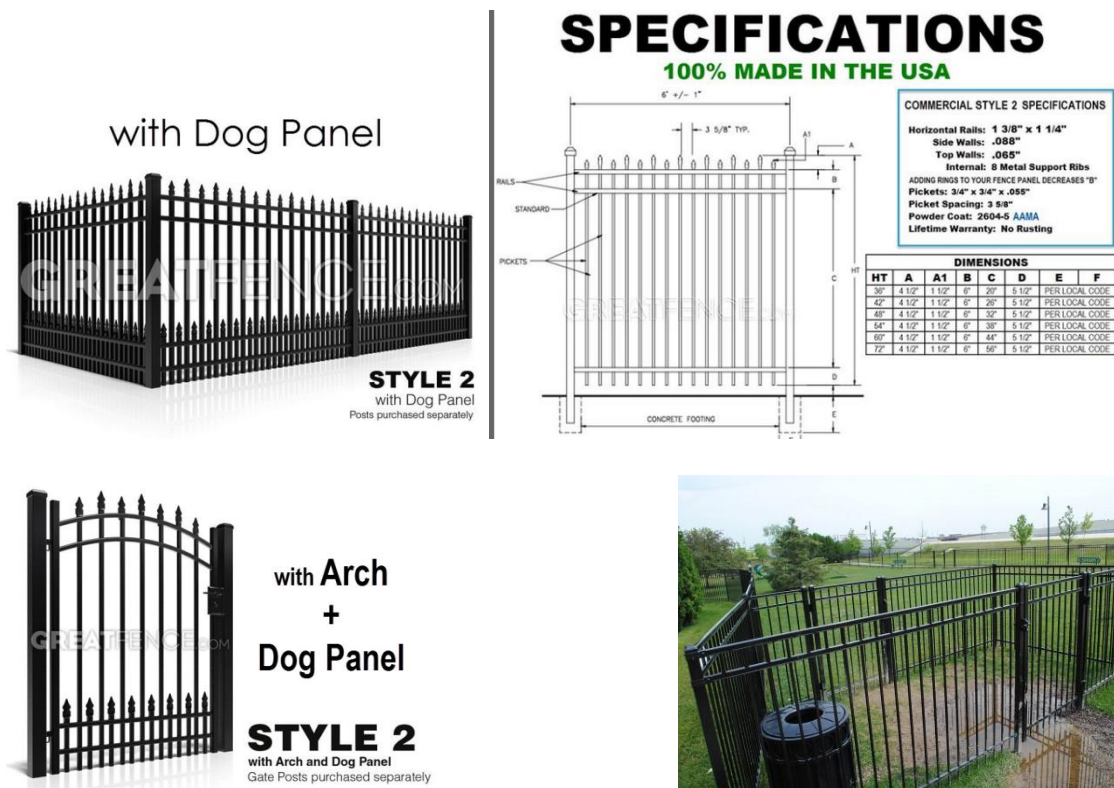 with Dog Panel
GREATFENCE.COM
STYLE 2
with Dog Panel
Posts purchased separately
SPECIFICATIONS
100% MADE IN THE USA
6' +/- 1"
3 5/8" TYP.
A1
A
B
RAILS
STANDARD
PICKETS
C
HT
D
E
CONCRETE FOOTING
COMMERCIAL STYLE 2 SPECIFICATIONS
Horizontal Rails: 1 3/8" x 1 1/4"
Side Walls: .088"
Top Walls: .065"
Internal: 8 Metal Support Ribs
ADDING RINGS TO YOUR FENCE PANEL DECREASES "B"
Pickets: 3/4" x 3/4" x .055"
Picket Spacing: 3 5/8"
Powder Coat: 2604-5 AAMA
Lifetime Warranty: No Rusting
DIMENSIONS
HT A A1 B C D E F
36" 4 1/2" 1 1/2" 6" 20" 5 1/2" PER LOCAL CODE
42" 4 1/2" 1 1/2" 6" 26" 5 1/2" PER LOCAL CODE
48" 4 1/2" 1 1/2" 6" 32" 5 1/2" PER LOCAL CODE
54" 4 1/2" 1 1/2" 6" 38" 5 1/2" PER LOCAL CODE
60" 4 1/2" 1 1/2" 6" 44" 5 1/2" PER LOCAL CODE
72" 4 1/2" 1 1/2" 6" 56" 5 1/2" PER LOCAL CODE
with Arch
+
Dog Panel
GREATFENCE.COM
STYLE 2
with Arch and Dog Panel
Gate Posts purchased separately